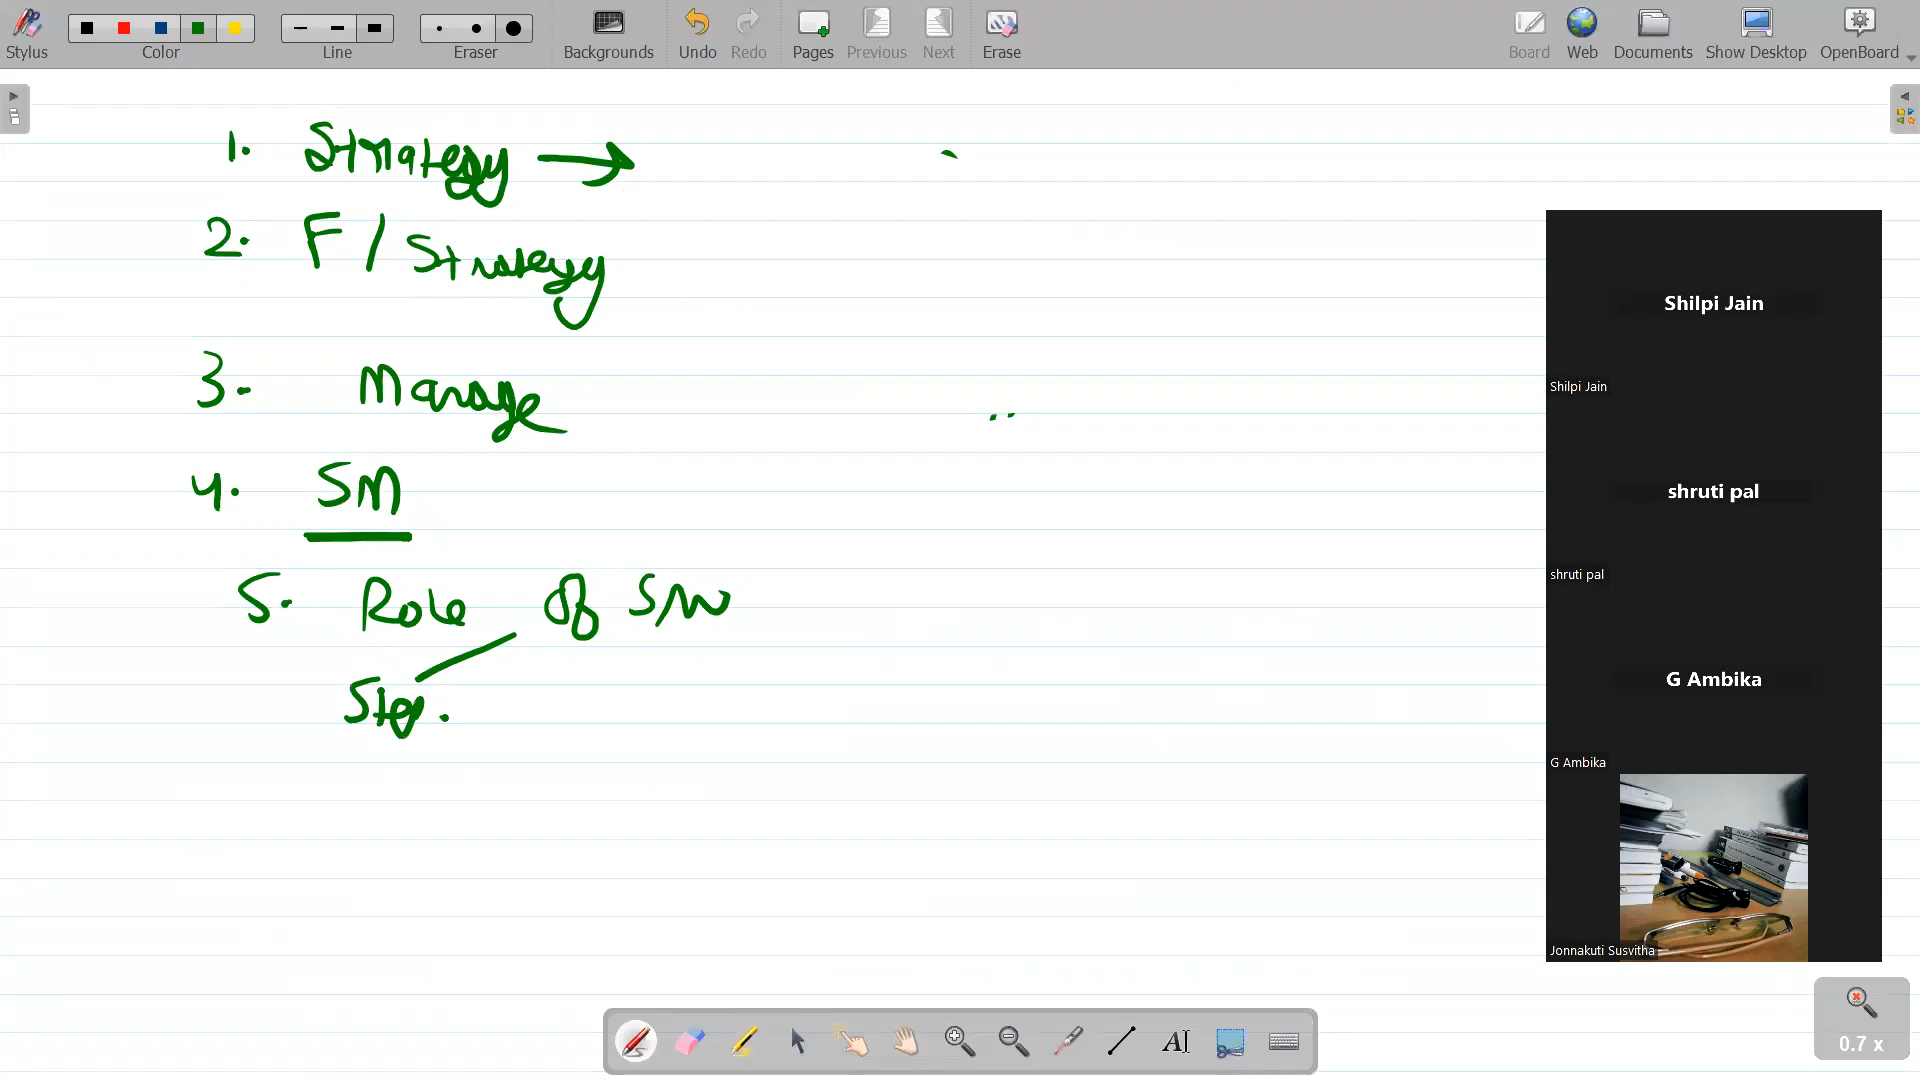 Stylus Color Line Eraser Backgrounds Undo Redo Pages Previous Next Erase Board Web Documents Show Desktop OpenBoard
1. Strategy →
2. F / Strategy
3. Manage
4. SM
5. Role of SM
Step.
Shilpi Jain
Shilpi Jain
shruti pal
shruti pal
G Ambika
G Ambika
Jonnakuti Susvitha
AI
0.7 x